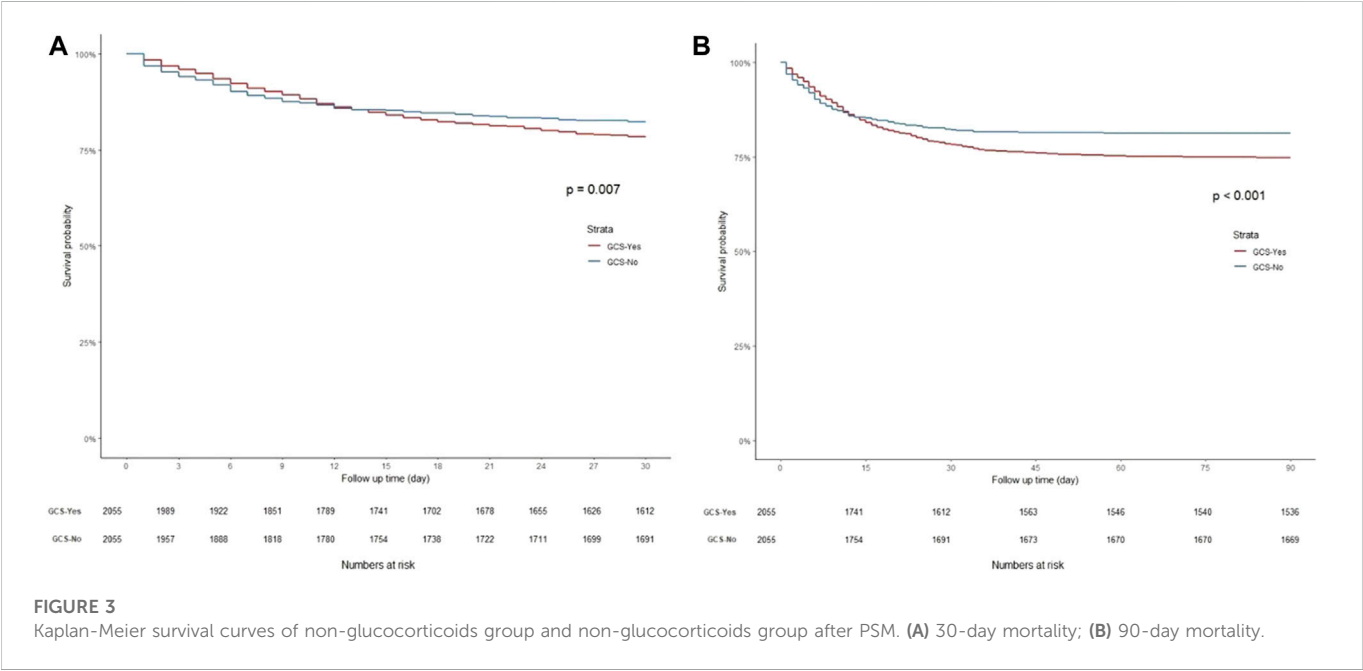 A
100%
75%
50%
25%
0%
Survival probability
p = 0.007
Strata
GCS-Yes
GCS-No
0 3 6 9 12 15 18 21 24 27 30
Follow up time (day)
GCS-Yes 2055 1989 1922 1851 1789 1741 1702 1678 1655 1626 1612
GCS-No 2055 1957 1888 1818 1780 1754 1738 1722 1711 1699 1691
Numbers at risk
B
100%
75%
50%
25%
0%
Survival probability
p < 0.001
Strata
GCS-Yes
GCS-No
0 15 30 45 60 75 90
Follow up time (day)
GCS-Yes 2055 1741 1612 1563 1546 1540 1536
GCS-No 2055 1754 1691 1673 1670 1670 1669
Numbers at risk
FIGURE 3
Kaplan-Meier survival curves of non-glucocorticoids group and non-glucocorticoids group after PSM. (A) 30-day mortality; (B) 90-day mortality.